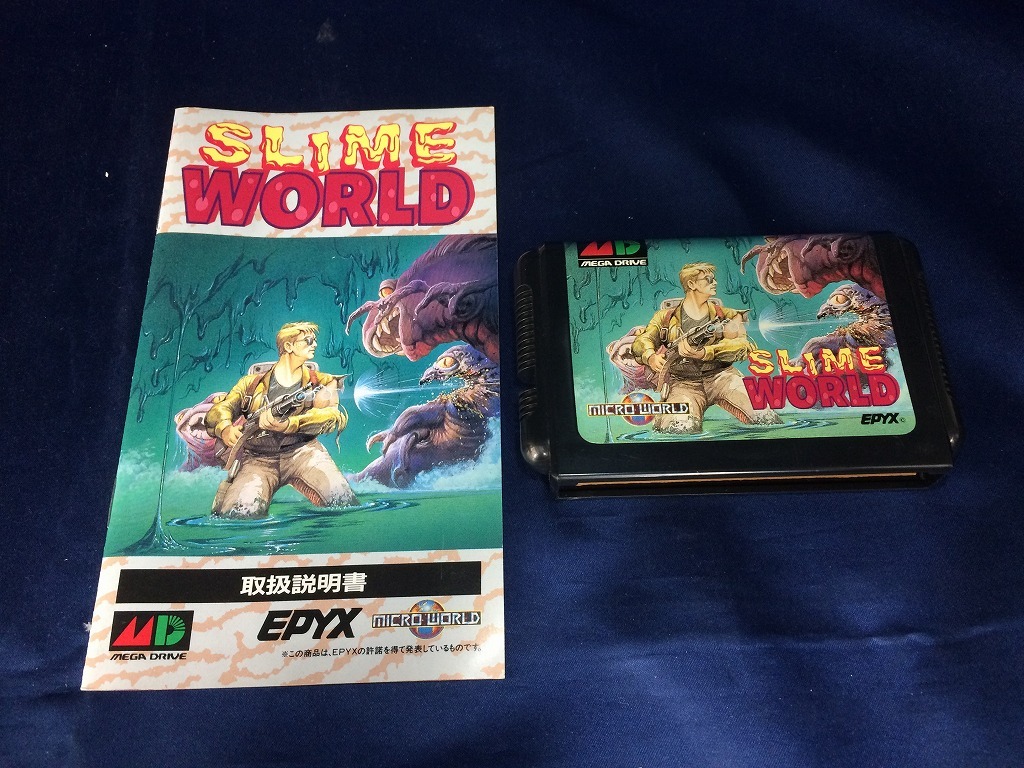 SLIME
WORLD
取扱説明書
MD
MEGA DRIVE
EPYX
MICRO WORLD
※この商品は、EPYXの許諾を得て発表しているものです。
MD
MEGA DRIVE
SLIME
WORLD
MICRO WORLD
EPYX©